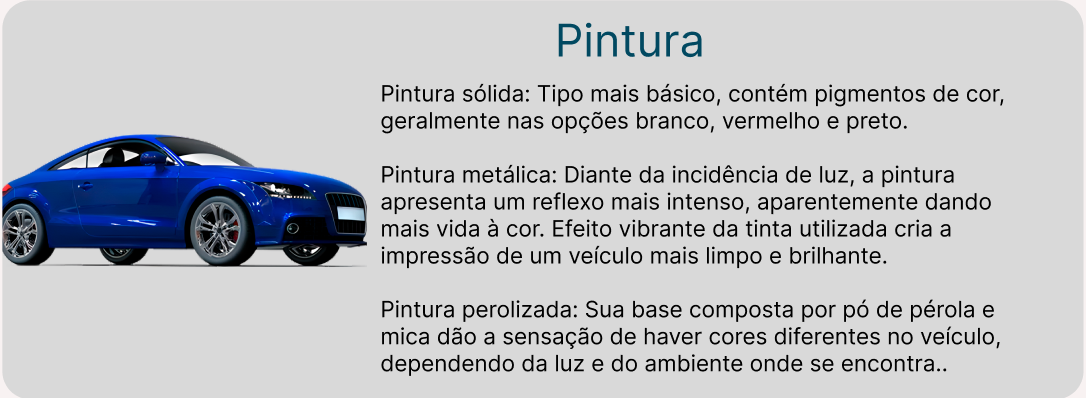 Pintura
Pintura sólida: Tipo mais básico, contém pigmentos de cor,
geralmente nas opções branco, vermelho e preto.
Pintura metálica: Diante da incidência de luz, a pintura
apresenta um reflexo mais intenso, aparentemente dando
mais vida à cor. Efeito vibrante da tinta utilizada cria a
impressão de um veículo mais limpo e brilhante.
Pintura perolizada: Sua base composta por pó de pérola e
mica dão a sensação de haver cores diferentes no veículo,
dependendo da luz e do ambiente onde se encontra..